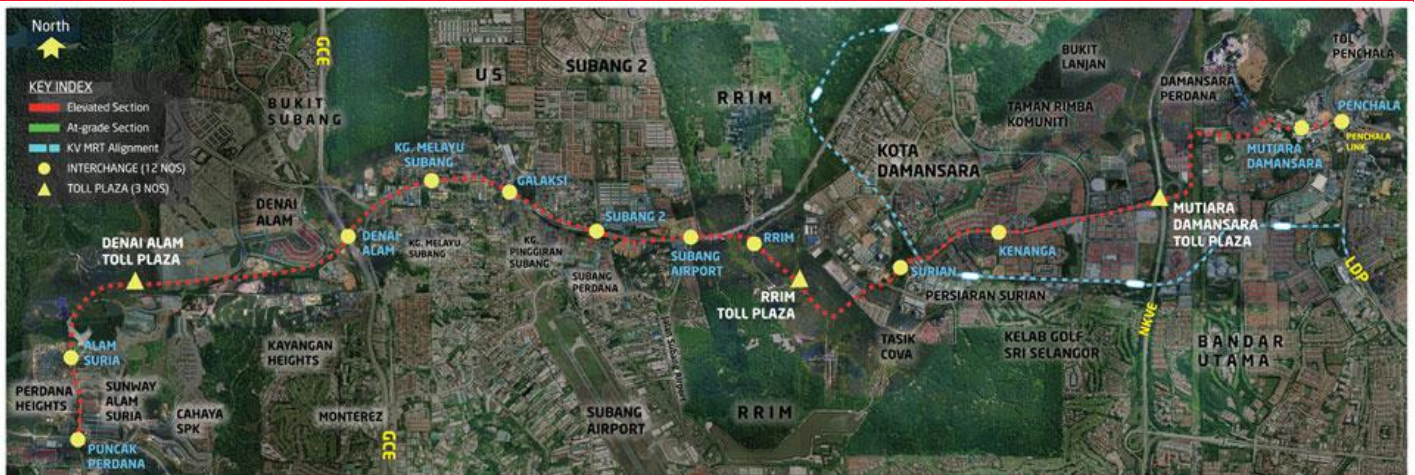 North
KEY INDEX
Elevated Section
At-grade Section
KV MRT Alignment
INTERCHANGE (12 NOS)
TOLL PLAZA (3 NOS)
GCE
BUKIT
SUBANG
U5
SUBANG 2
RRIM
BUKIT
LANJAN
DAMANSARA
PERDANA
TOL
PENCHALA
TAMAN RIMBA
KOMUNITI
PENCHALA
PENCHALA
LINK
MUTIARA
DAMANSARA
KOTA
DAMANSARA
KG. MELAYU
SUBANG
GALAKSI
DENAI
ALAM
DENAI
ALAM
DENAI ALAM
TOLL PLAZA
KG. MELAYU
SUBANG
KG.
PINGGIRAN
SUBANG
SUBANG 2
SUBANG
PERDANA
SUBANG
AIRPORT
RRIM
RRIM
TOLL PLAZA
SURIAN
KENANGA
MUTIARA
DAMANSARA
TOLL PLAZA
PERSIARAN SURIAN
LDP
NKVE
ALAM
SURIA
PERDANA
HEIGHTS
SUNWAY
ALAM
SURIA
CAHAYA
SPK
KAYANGAN
HEIGHTS
MONTEREZ
GCE
SUBANG
AIRPORT
RRIM
TASIK
COVA
KELAB GOLF
SRI SELANGOR
BANDAR
UTAMA
PUNCAK
PERDANA